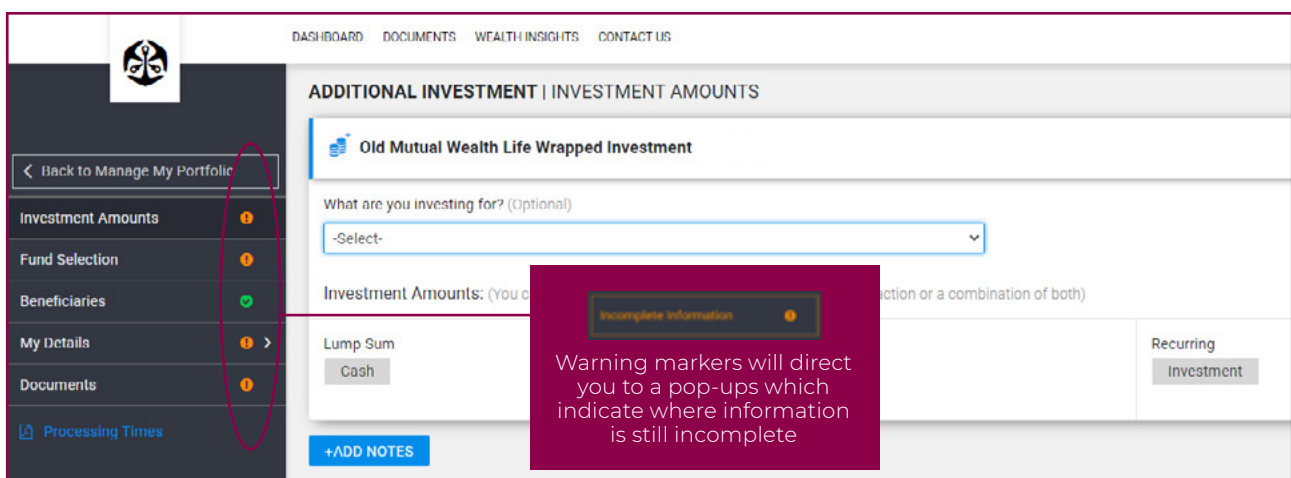 DASHBOARD DOCUMENTS WEALTH INSIGHTS CONTACT US
ADDITIONAL INVESTMENT | INVESTMENT AMOUNTS
Old Mutual Wealth Life Wrapped Investment
Back to Manage My Portfolio
Investment Amounts
Fund Selection
Beneficiaries
My Details
Documents
Processing Times
What are you investing for? (Optional)
-Select-
Investment Amounts: (You c
ction or a combination of both)
Lump Sum
Cash
Recurring
Investment
Incomplete Information
Warning markers will direct
you to a pop-ups which
indicate where information
is still incomplete
+ADD NOTES